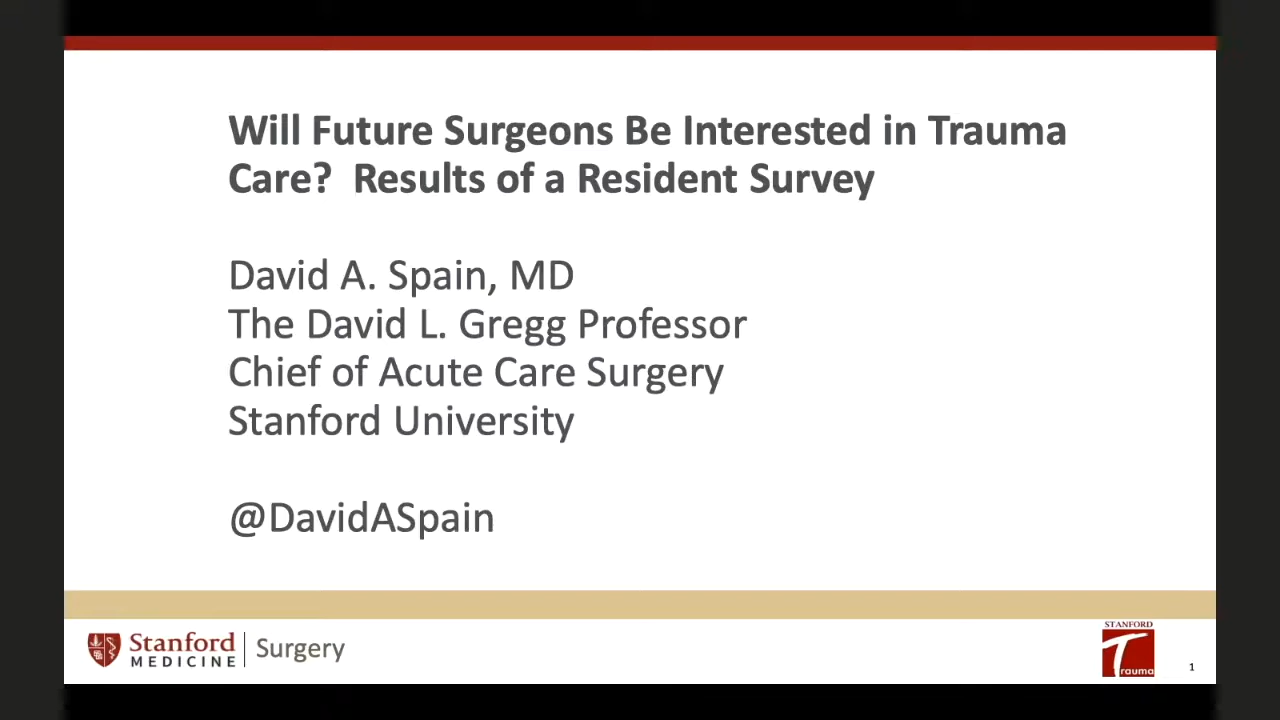 Will Future Surgeons Be Interested in Trauma
Care?  Results of a Resident Survey
David A. Spain, MD
The David L. Gregg Professor
Chief of Acute Care Surgery
Stanford University
@DavidASpain
Stanford
MEDICINE
Surgery
STANFORD
Trauma
1